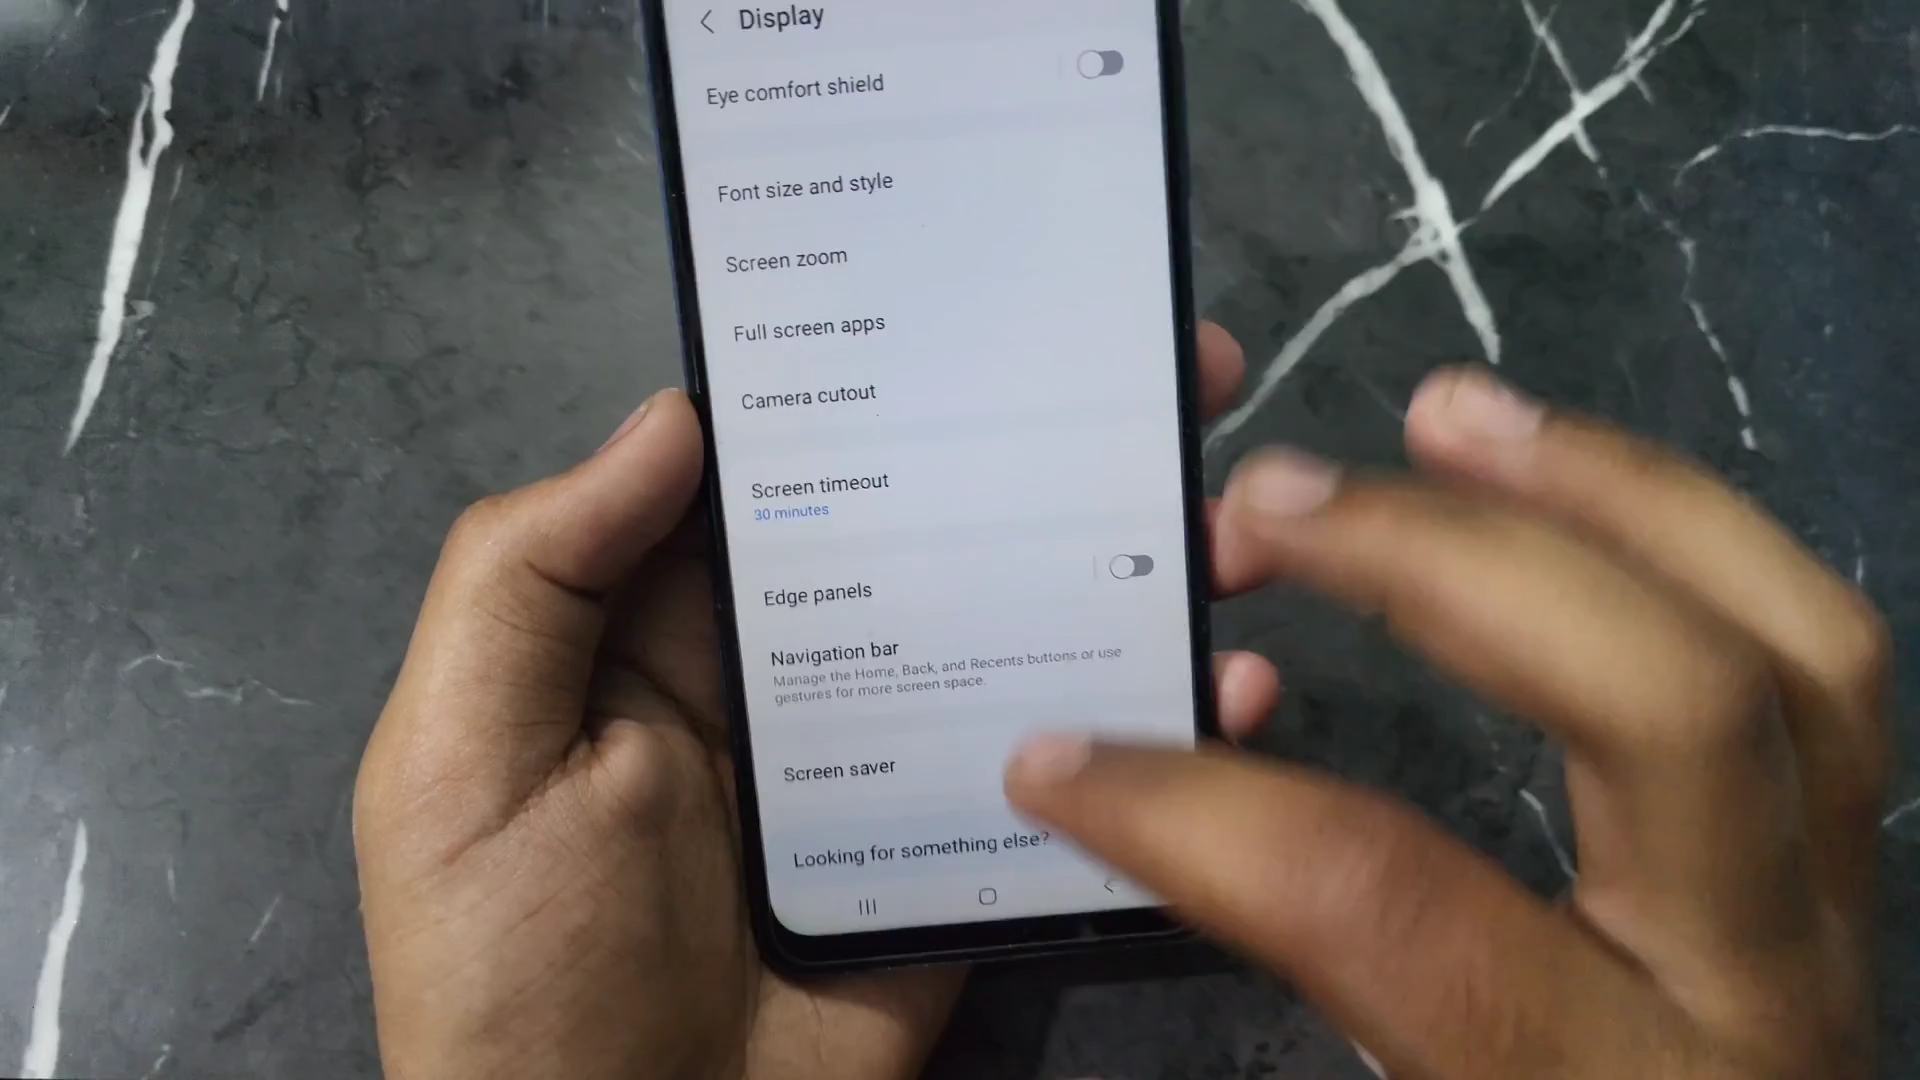 Display
Eye comfort shield
Font size and style
Screen zoom
Full screen apps
Camera cutout
Screen timeout
30 minutes
Edge panels
Navigation bar
Manage the Home, Back, and Recents buttons or use
gestures for more screen space.
Screen saver
Looking for something else?